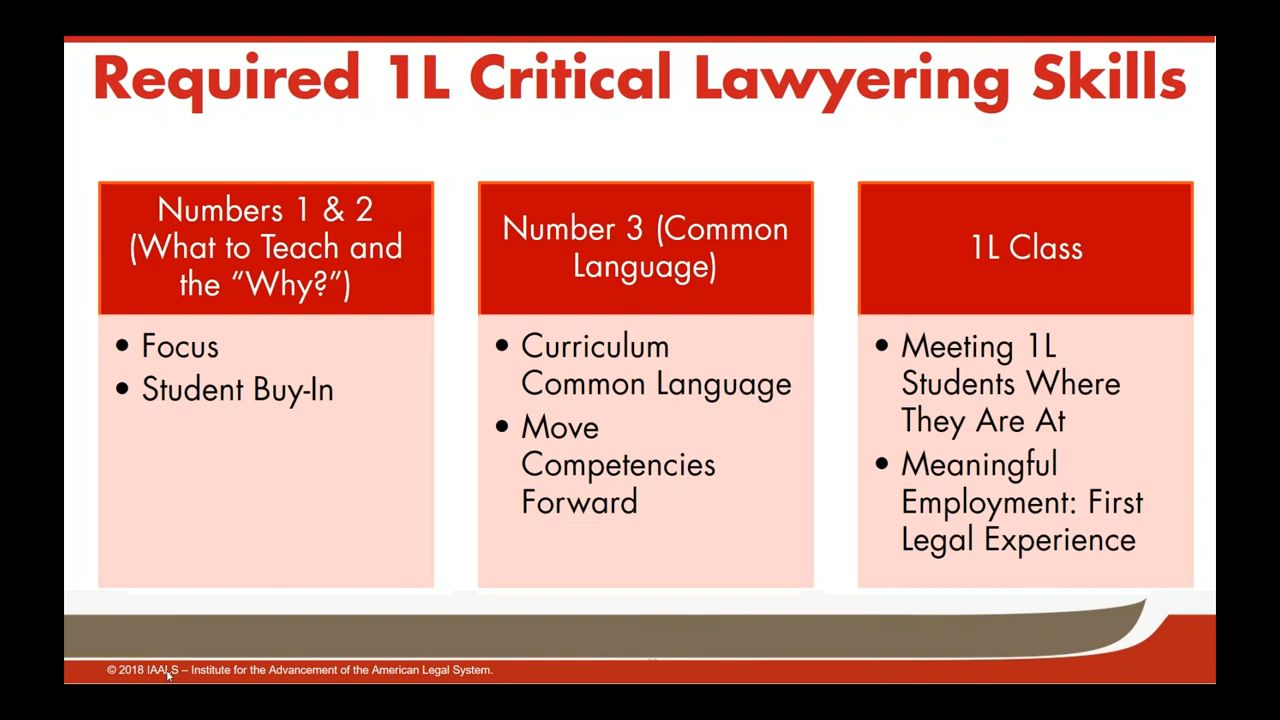 Required 1L Critical Lawyering Skills
Numbers 1 & 2
(What to Teach and
the “Why?”)
• Focus
• Student Buy-In
Number 3 (Common
Language)
• Curriculum
Common Language
• Move
Competencies
Forward
1L Class
• Meeting 1L
Students Where
They Are At
• Meaningful
Employment: First
Legal Experience
© 2018 IAALS – Institute for the Advancement of the American Legal System.